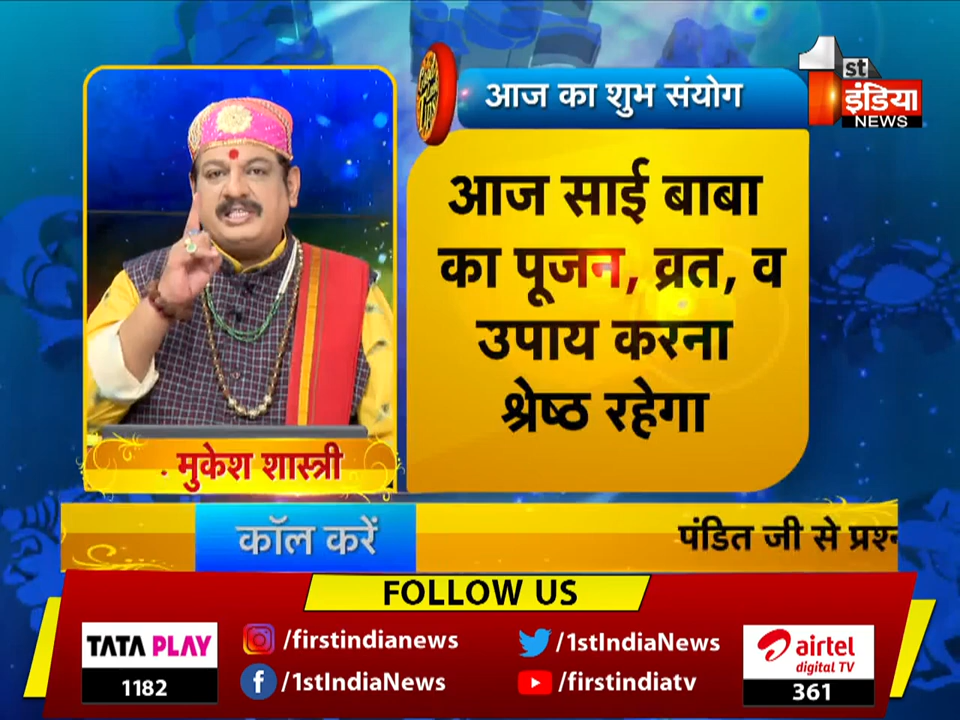 आज का शुभ संयोग
1st
इंडिया
NEWS
आज साई बाबा
का पूजन, व्रत, व
उपाय करना
श्रेष्ठ रहेगा
मुकेश शास्त्री
कॉल करें
पंडित जी से प्रश्न
FOLLOW US
TATA PLAY
1182
/firstindianews
/1stIndiaNews
/1stIndiaNews
/firstindiatv
airtel
digital TV
361